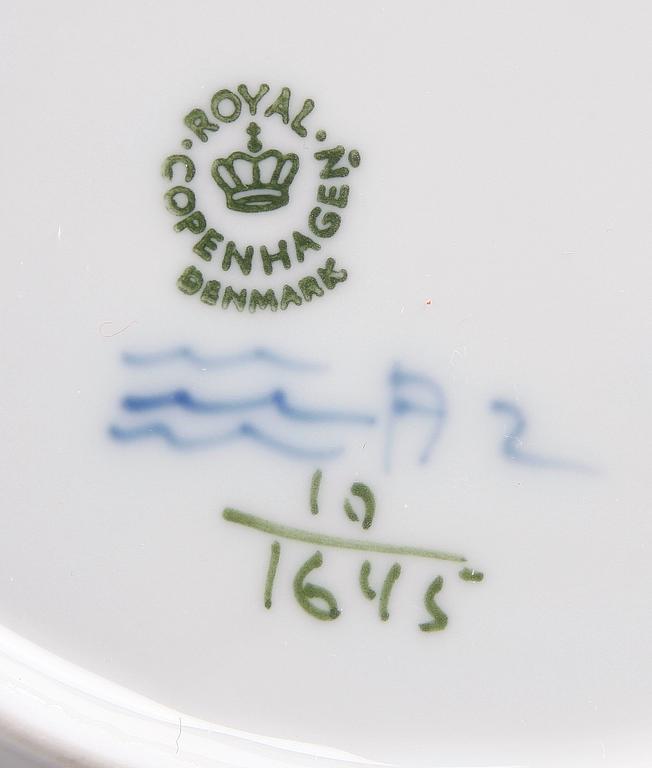 ROYAL
COPENHAGEN
DENMARK
A 2
10
1645